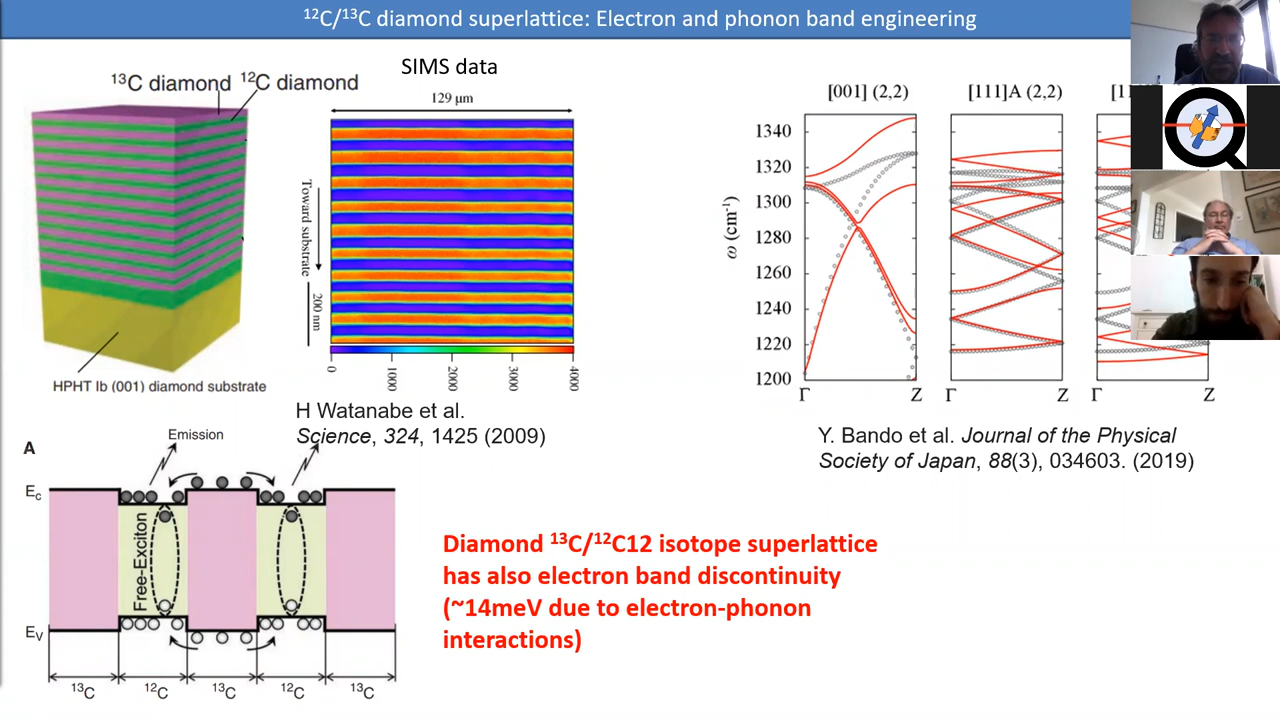 ¹²C/¹³C diamond superlattice: Electron and phonon band engineering
¹³C diamond ¹²C diamond
HPHT Ib (001) diamond substrate
SIMS data
129 μm
Toward substrate
200 nm
0 1000 2000 3000 4000
H Watanabe et al.
Science, 324, 1425 (2009)
[001] (2,2) [111]A (2,2) [11
ω (cm⁻¹)
1340
1320
1300
1280
1260
1240
1220
1200
Γ Z Γ Z Γ Z
Y. Bando et al. Journal of the Physical
Society of Japan, 88(3), 034603. (2019)
A
Emission
E_C
Free-Exciton
E_V
¹³C ¹²C ¹³C ¹²C ¹³C
Diamond ¹³C/¹²C12 isotope superlattice
has also electron band discontinuity
(~14meV due to electron-phonon
interactions)